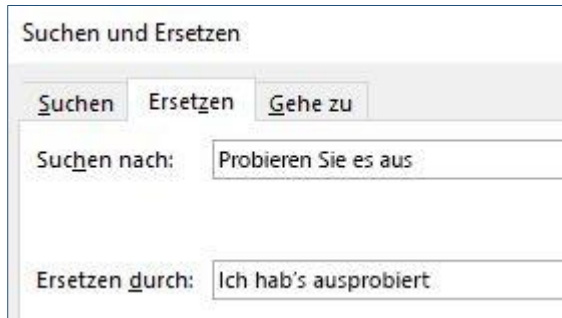 Suchen und Ersetzen
Suchen Ersetzen Gehe zu
Suchen nach: Probieren Sie es aus
Ersetzen durch: Ich hab's ausprobiert